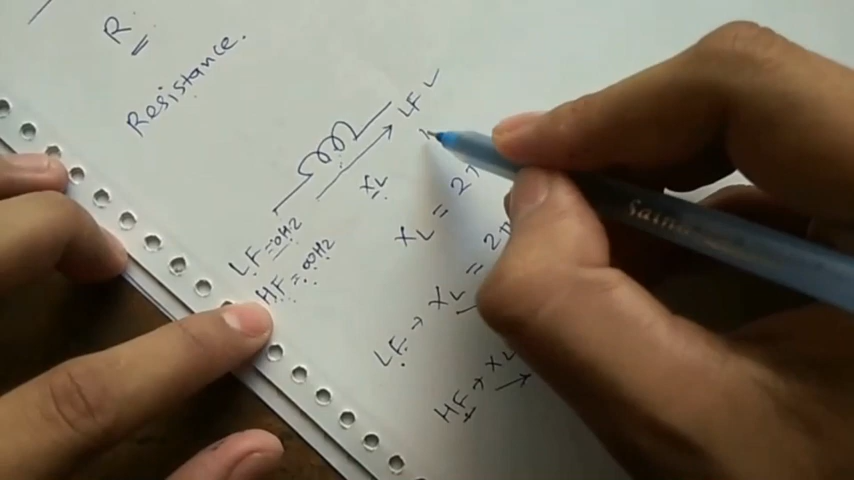 R
Resistance.
LF ✓
XL
LF = 0Hz
HF = ∞Hz
XL = 2π
XL = 2π
LF → XL
HF → XL
Saino